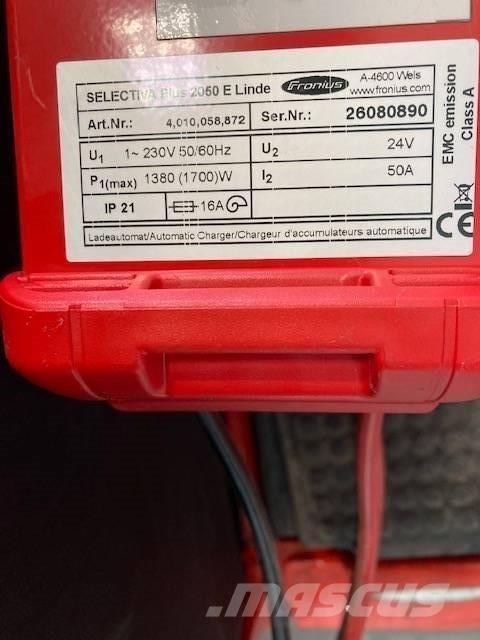 SELECTIVA Plus 2050 E Linde Fronius A-4600 Wels
www.fronius.com
Art.Nr.: 4,010,058,872 Ser.Nr.: 26080890
U1 1~ 230V 50/60Hz U2 24V
P1(max) 1380 (1700)W I2 50A
IP 21 16A
Ladeautomat/Automatic Charger/Chargeur d'accumulateurs automatique
EMC emission
Class A
CE
MASCUS